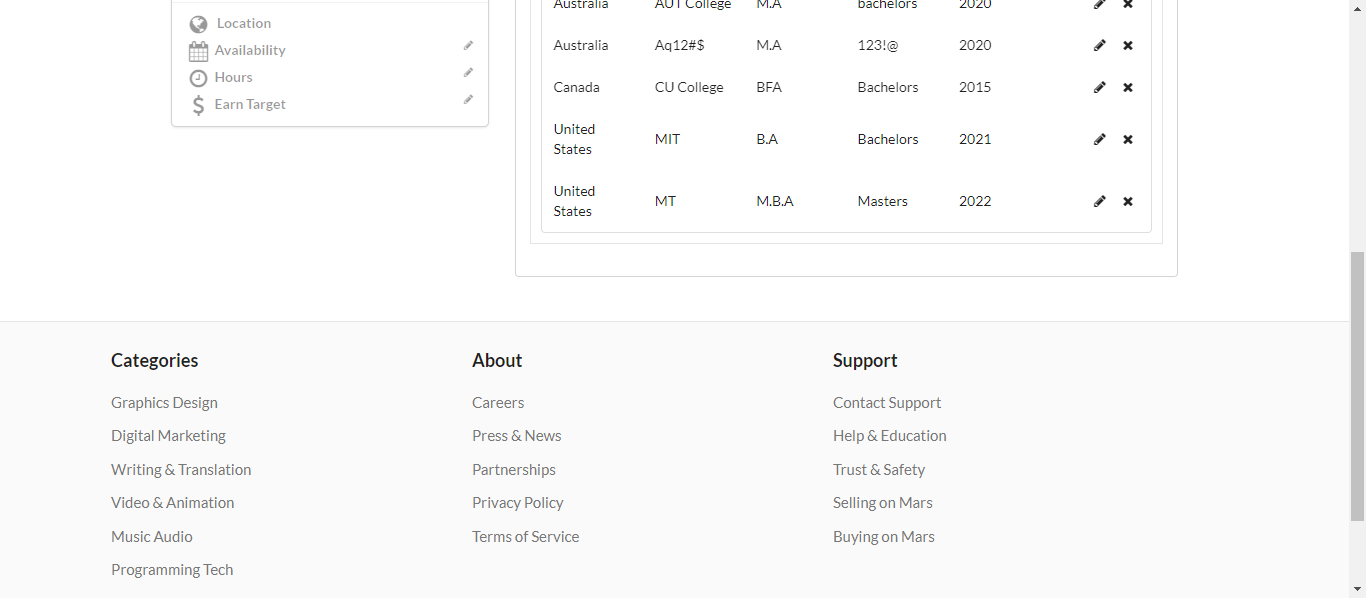 Location
Availability
Hours
Earn Target
Australia AUT College M.A bachelors 2020
Australia Aq12#$ M.A 123!@ 2020
Canada CU College BFA Bachelors 2015
United
States MIT B.A Bachelors 2021
United
States MT M.B.A Masters 2022
Categories
Graphics Design
Digital Marketing
Writing & Translation
Video & Animation
Music Audio
Programming Tech
About
Careers
Press & News
Partnerships
Privacy Policy
Terms of Service
Support
Contact Support
Help & Education
Trust & Safety
Selling on Mars
Buying on Mars